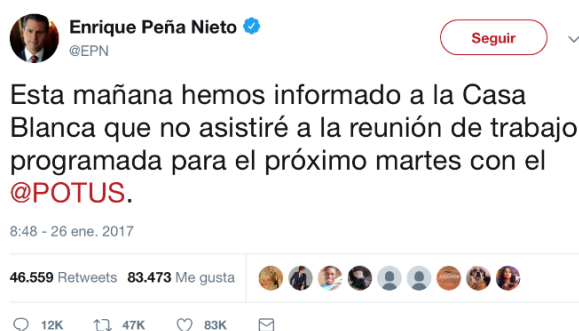 Enrique Peña Nieto
@EPN
Seguir
Esta mañana hemos informado a la Casa
Blanca que no asistiré a la reunión de trabajo
programada para el próximo martes con el
@POTUS.
8:48 - 26 ene. 2017
46.559 Retweets 83.473 Me gusta
12K 47K 83K